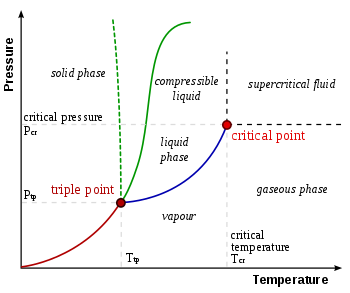 Pressure
solid phase
compressible
liquid
supercritical fluid
critical pressure
Pcr
critical point
liquid
phase
Ptp
triple point
gaseous phase
vapour
critical
temperature
Tcr
Ttp
Temperature